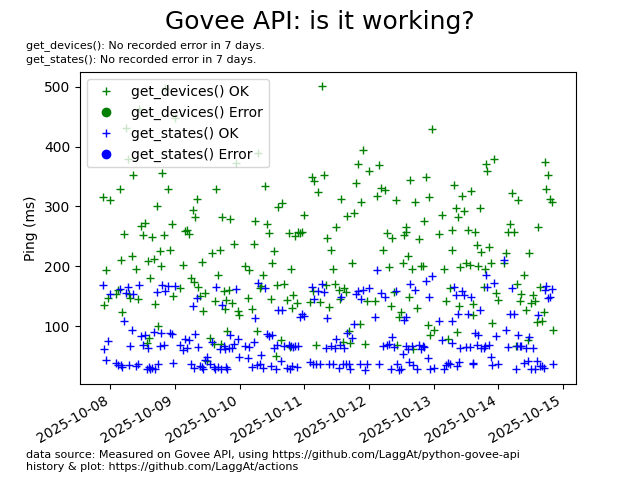 Govee API: is it working?
get_devices(): No recorded error in 7 days.
get_states(): No recorded error in 7 days.
get_devices() OK
get_devices() Error
get_states() OK
get_states() Error
Ping (ms)
500
400
300
200
100
2025-10-08
2025-10-09
2025-10-10
2025-10-11
2025-10-12
2025-10-13
2025-10-14
2025-10-15
data source: Measured on Govee API, using https://github.com/LaggAt/python-govee-api
history & plot: https://github.com/LaggAt/actions